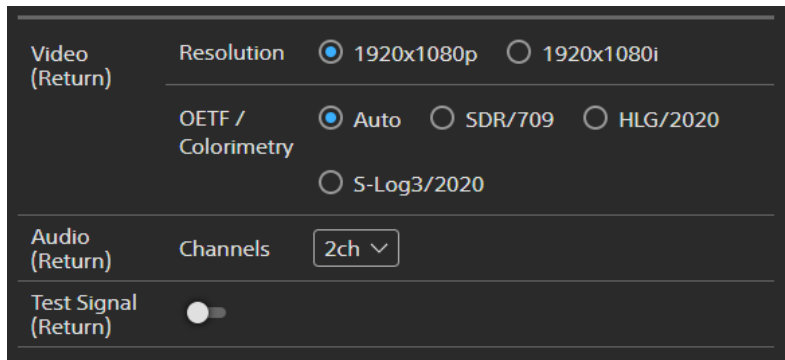 Video
(Return)
Resolution
1920x1080p
1920x1080i
OETF /
Colorimetry
Auto
SDR/709
HLG/2020
S-Log3/2020
Audio
(Return)
Channels
2ch
Test Signal
(Return)